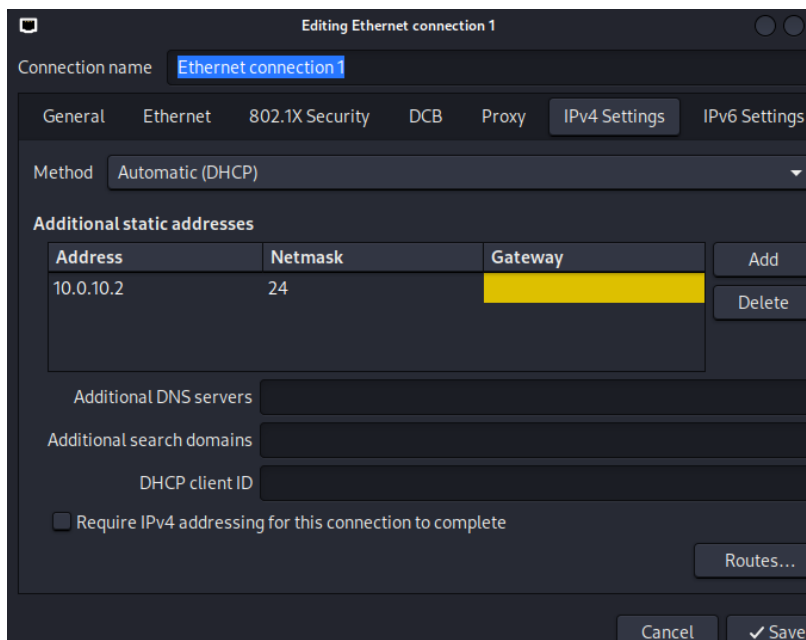 Editing Ethernet connection 1
Connection name Ethernet connection 1
General Ethernet 802.1X Security DCB Proxy IPv4 Settings IPv6 Settings
Method Automatic (DHCP)
Additional static addresses
Address Netmask Gateway Add
10.0.10.2 24
Delete
Additional DNS servers
Additional search domains
DHCP client ID
Require IPv4 addressing for this connection to complete
Routes...
Cancel Save